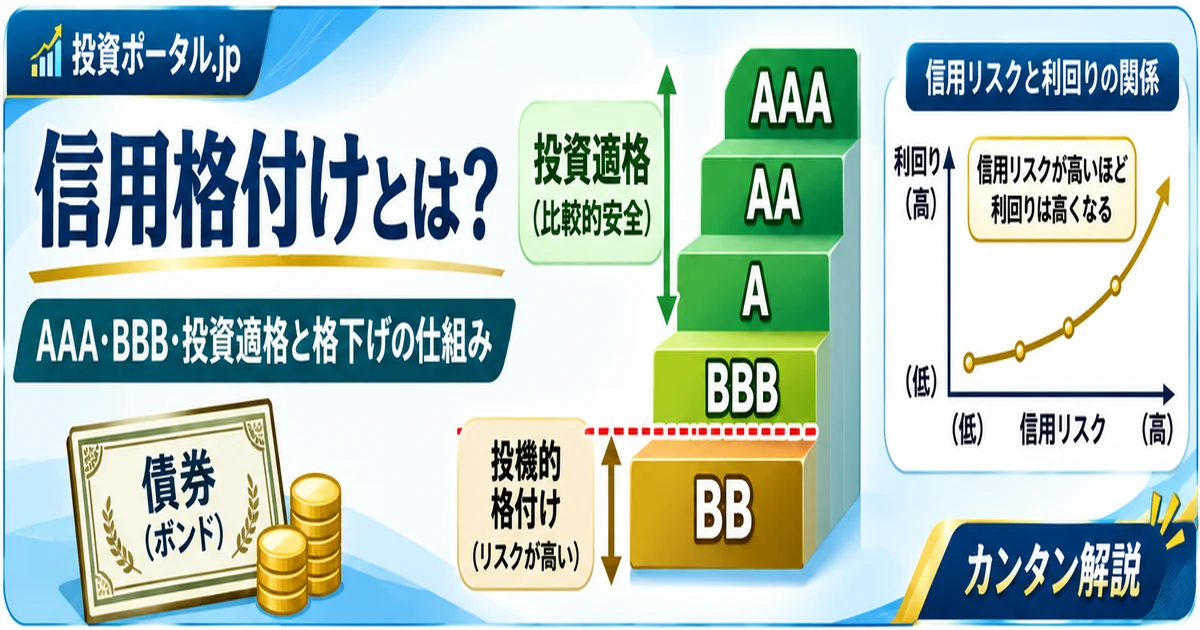 投資ポータル.jp
信用格付けとは?
AAA・BBB・投資適格と格下げの仕組み
債券
(ボンド)
投資適格
(比較的安全)
AAA
AA
A
BBB
BB
投機的
格付け
(リスクが高い)
信用リスクと利回りの関係
利回り
(高)
信用リスクが高いほど
利回りは高くなる
(低)
(低) 信用リスク (高)
カンタン解説